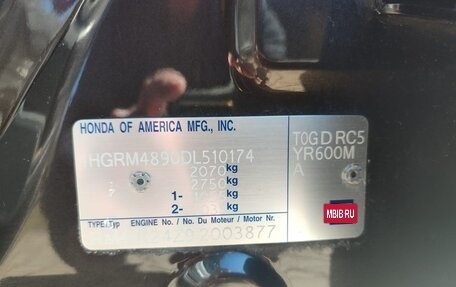 HONDA OF AMERICA MFG., INC.
HGRM4890DL510174
2070 kg
2750 kg
1- kg
2- kg
TYPE/Typ ENGINE No. / No. Du Moteur / Motor Nr.
2003877
T0G D RC5
YR600M
A
MBIB.RU